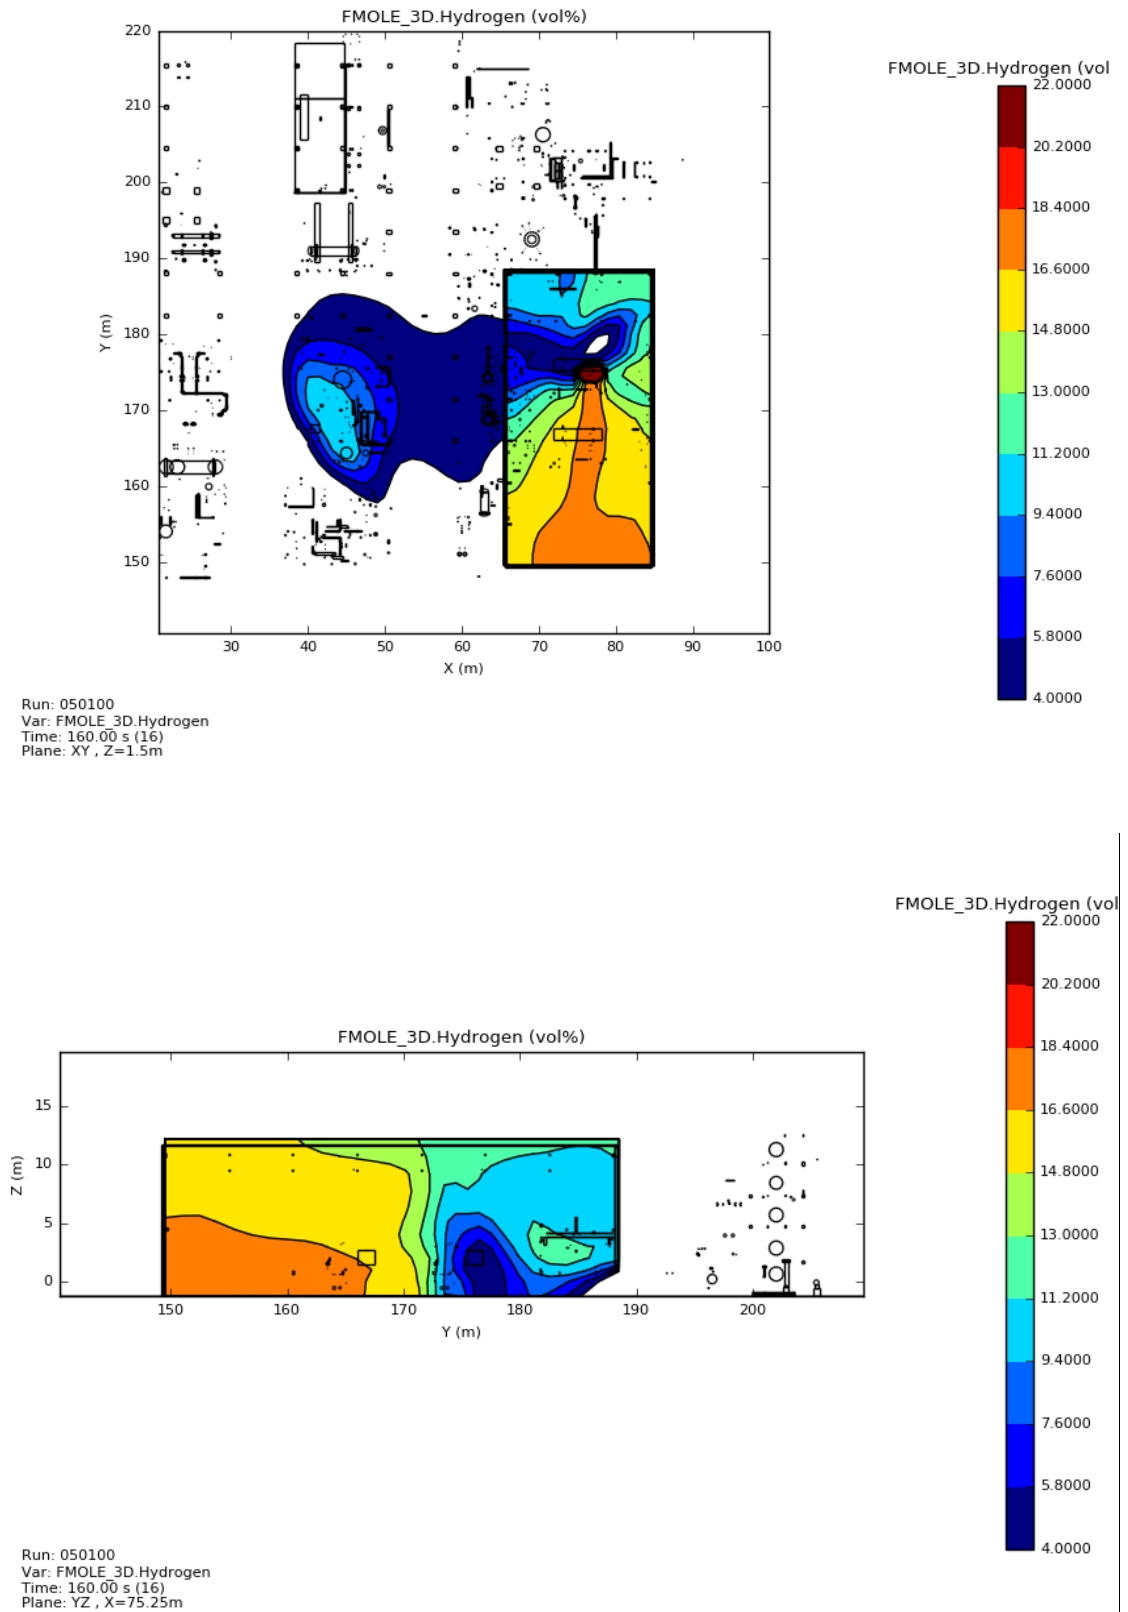 FMOLE_3D.Hydrogen (vol%)
220
210
200
190
180
170
160
150
Y (m)
30 40 50 60 70 80 90 100
X (m)
FMOLE_3D.Hydrogen (vol
22.0000
20.2000
18.4000
16.6000
14.8000
13.0000
11.2000
9.4000
7.6000
5.8000
4.0000
Run: 050100
Var: FMOLE_3D.Hydrogen
Time: 160.00 s (16)
Plane: XY , Z=1.5m
FMOLE_3D.Hydrogen (vol
22.0000
20.2000
18.4000
16.6000
14.8000
13.0000
11.2000
9.4000
7.6000
5.8000
4.0000
FMOLE_3D.Hydrogen (vol%)
15
10
5
0
Z (m)
150 160 170 180 190 200
Y (m)
Run: 050100
Var: FMOLE_3D.Hydrogen
Time: 160.00 s (16)
Plane: YZ , X=75.25m